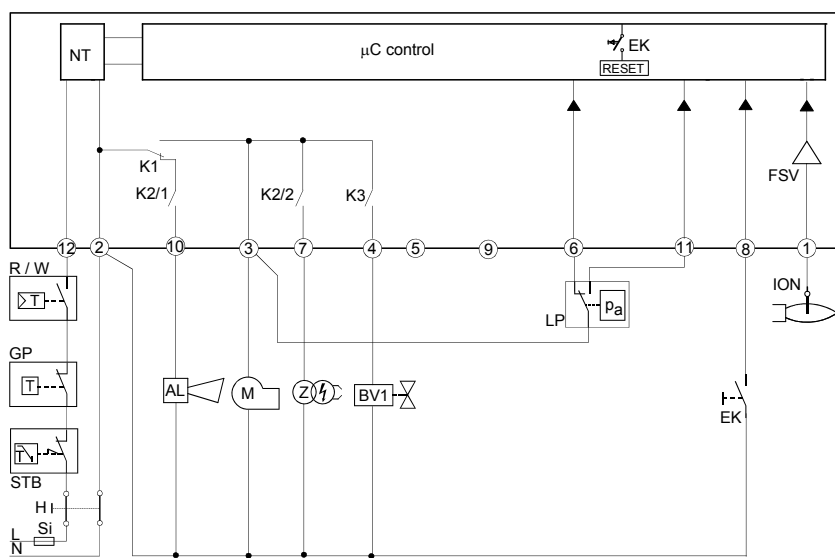 NT
µC control
EK
RESET
K1
K2/1
K2/2
K3
FSV
12
2
10
3
7
4
5
9
6
11
8
1
R / W
T
LP
pa
ION
GP
T
AL
M
Z
BV1
EK
T
STB
H
Si
L
N